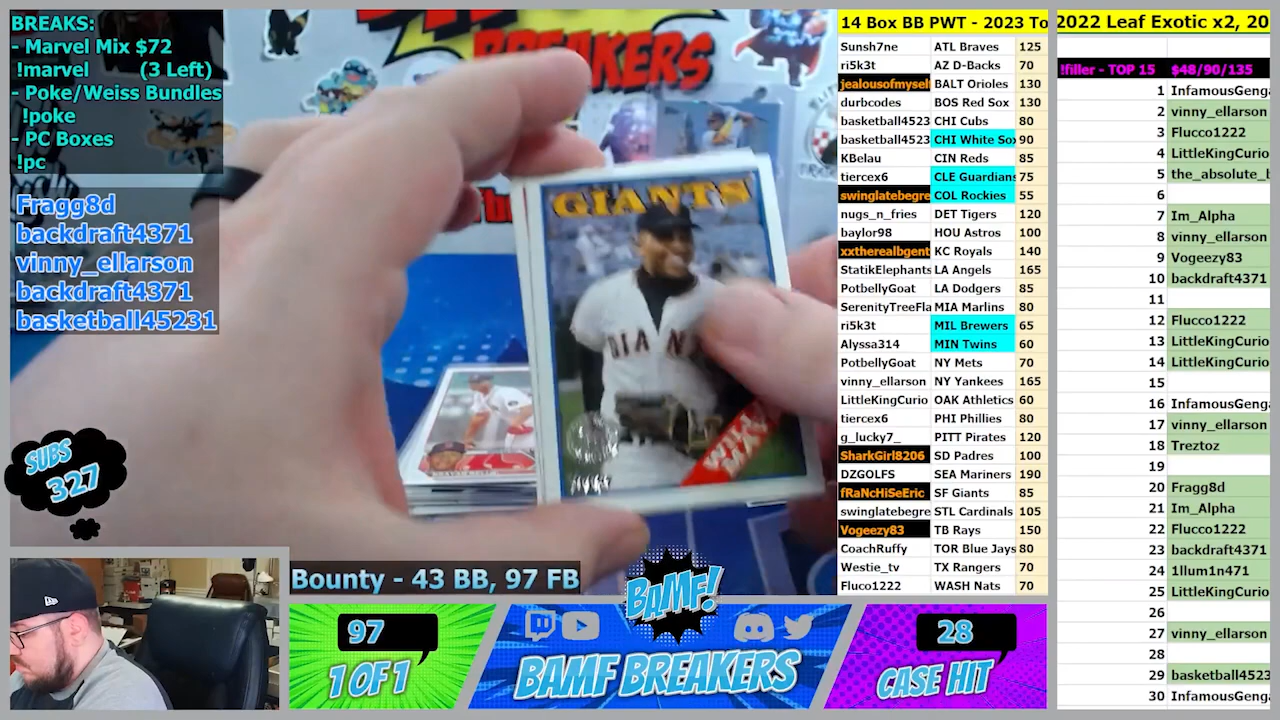 BREAKS:
- Marvel Mix $72
!marvel (3 Left)
- Poke/Weiss Bundles
!poke
- PC Boxes
!pc
Fragg8d
backdraft4371
vinny_ellarson
backdraft4371
basketball45231
SUBS
327
BREAKERS
GIANTS
Bounty - 43 BB, 97 FB
97
1 OF 1
BAMF!
BAMF BREAKERS
28
CASE HIT
14 Box BB PWT - 2023 To
Sunsh7ne ATL Braves 125
ri5k3t AZ D-Backs 70
jealousofmysel BALT Orioles 130
durbcodes BOS Red Sox 130
basketball4523 CHI Cubs 80
basketball4523 CHI White Sox 90
KBelau CIN Reds 85
tiercex6 CLE Guardians 75
swinglatebegre COL Rockies 55
nugs_n_fries DET Tigers 120
baylor98 HOU Astros 100
xxtherealbgent KC Royals 140
StatikElephants LA Angels 165
PotbellyGoat LA Dodgers 85
SerenityTreeFla MIA Marlins 80
ri5k3t MIL Brewers 65
Alyssa314 MIN Twins 60
PotbellyGoat NY Mets 70
vinny_ellarson NY Yankees 165
LittleKingCurio OAK Athletics 60
tiercex6 PHI Phillies 80
g_lucky7_ PITT Pirates 120
SharkGirl8206 SD Padres 100
DZGOLFS SEA Mariners 190
fRaNcHiSeEric SF Giants 85
swinglatebegre STL Cardinals 105
Vogeezy83 TB Rays 150
CoachRuffy TOR Blue Jays 80
Westie_tv TX Rangers 70
Fluco1222 WASH Nats 70
2022 Leaf Exotic x2, 20
!filler - TOP 15 $48/90/135
1 InfamousGenga
2 vinny_ellarson
3 Flucco1222
4 LittleKingCurio
5 the_absolute_b
6
7 Im_Alpha
8 vinny_ellarson
9 Vogeezy83
10 backdraft4371
11
12 Flucco1222
13 LittleKingCurio
14 LittleKingCurio
15
16 InfamousGenga
17 vinny_ellarson
18 Treztoz
19
20 Fragg8d
21 Im_Alpha
22 Flucco1222
23 backdraft4371
24 1llum1n471
25 LittleKingCurio
26
27 vinny_ellarson
28
29 basketball4523
30 InfamousGenga